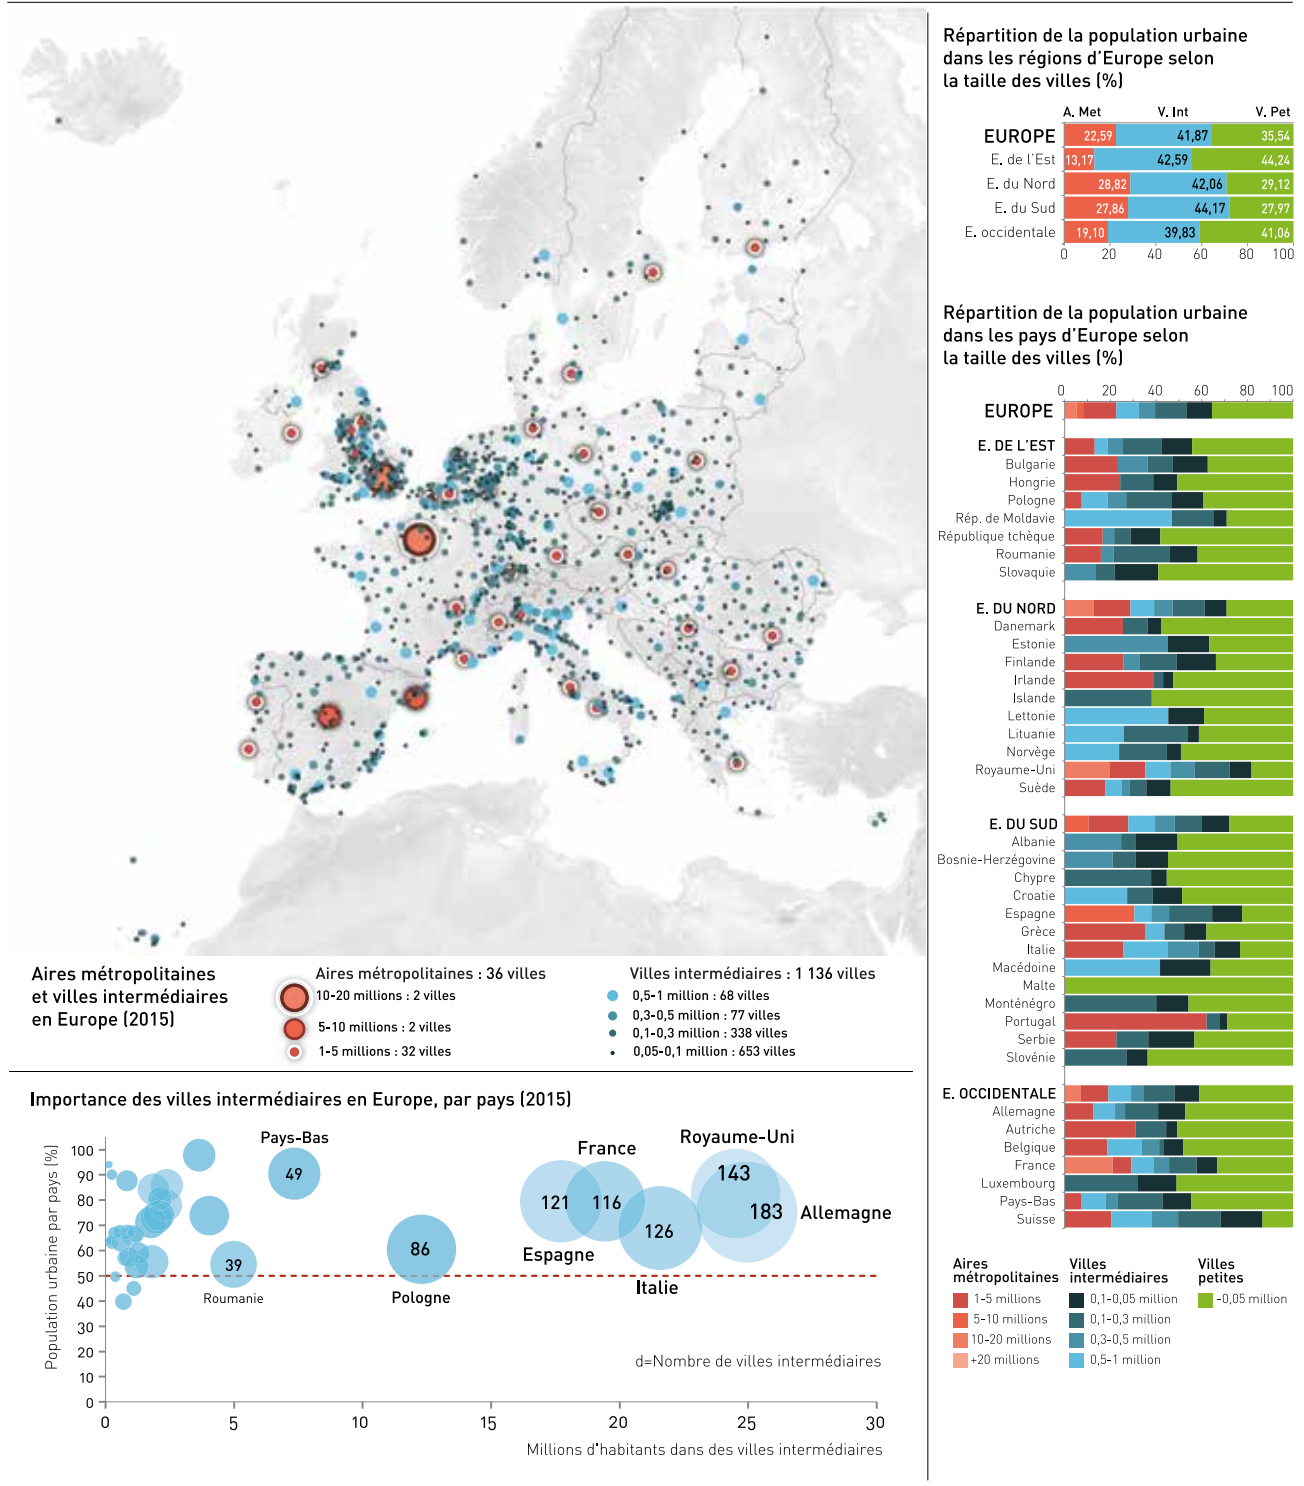 Répartition de la population urbaine
dans les régions d'Europe selon
la taille des villes (%)
A. Met V. Int V. Pet
EUROPE 22,59 41,87 35,54
E. de l'Est 13,17 42,59 44,24
E. du Nord 28,82 42,06 29,12
E. du Sud 27,86 44,17 27,97
E. occidentale 19,10 39,83 41,06
0 20 40 60 80 100
Répartition de la population urbaine
dans les pays d'Europe selon
la taille des villes (%)
0 20 40 60 80 100
EUROPE
E. DE L'EST
Bulgarie
Hongrie
Pologne
Rép. de Moldavie
République tchèque
Roumanie
Slovaquie
E. DU NORD
Danemark
Estonie
Finlande
Irlande
Islande
Lettonie
Lituanie
Norvège
Royaume-Uni
Suède
E. DU SUD
Albanie
Bosnie-Herzégovine
Chypre
Croatie
Espagne
Grèce
Italie
Macédoine
Malte
Monténégro
Portugal
Serbie
Slovénie
E. OCCIDENTALE
Allemagne
Autriche
Belgique
France
Luxembourg
Pays-Bas
Suisse
Aires
métropolitaines
1-5 millions
5-10 millions
10-20 millions
+20 millions
Villes
intermédiaires
0,1-0,05 million
0,1-0,3 million
0,3-0,5 million
0,5-1 million
Villes
petites
-0,05 million
Aires métropolitaines
et villes intermédiaires
en Europe (2015)
Aires métropolitaines : 36 villes
10-20 millions : 2 villes
5-10 millions : 2 villes
1-5 millions : 32 villes
Villes intermédiaires : 1 136 villes
0,5-1 million : 68 villes
0,3-0,5 million : 77 villes
0,1-0,3 million : 338 villes
0,05-0,1 million : 653 villes
Importance des villes intermédiaires en Europe, par pays (2015)
Population urbaine par pays (%)
100
90
80
70
60
50
40
30
20
10
0
Pays-Bas
49
France
116
Royaume-Uni
143
121
Espagne
183
Allemagne
126
Italie
86
Pologne
39
Roumanie
d=Nombre de villes intermédiaires
0 5 10 15 20 25 30
Millions d'habitants dans des villes intermédiaires